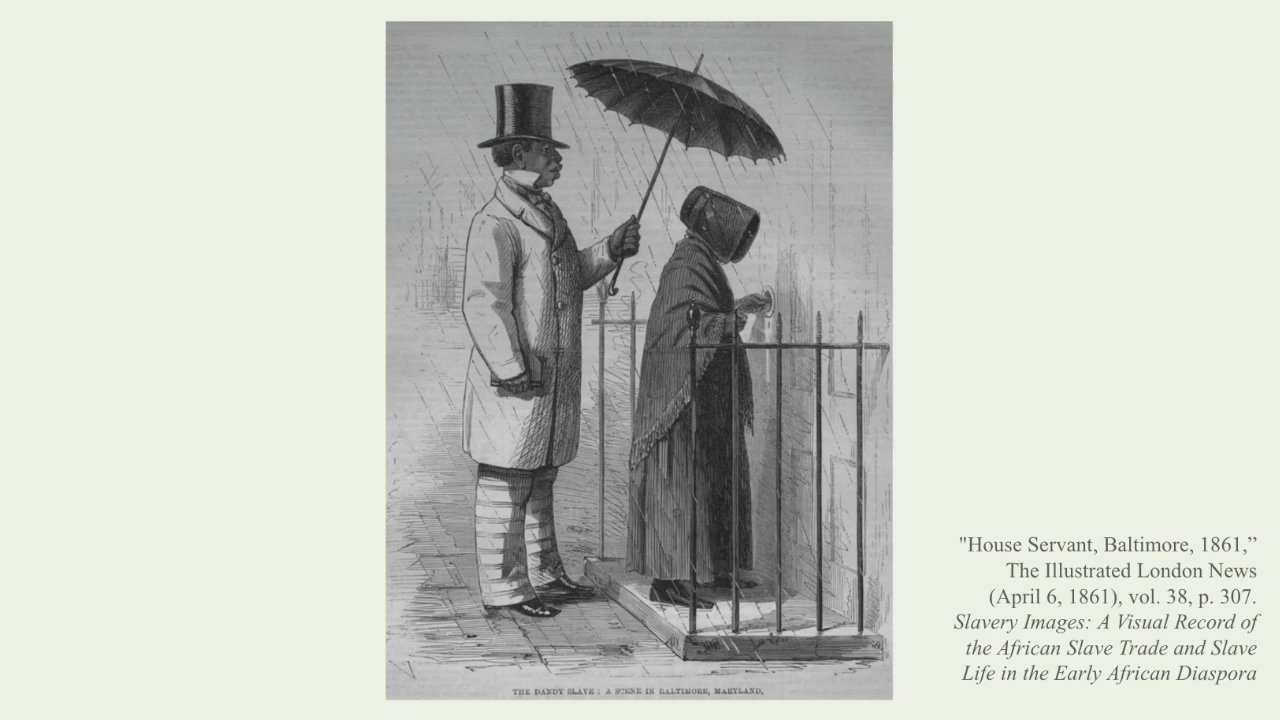 THE DANDY SLAVE : A SCENE IN BALTIMORE, MARYLAND.
"House Servant, Baltimore, 1861,”
The Illustrated London News
(April 6, 1861), vol. 38, p. 307.
Slavery Images: A Visual Record of
the African Slave Trade and Slave
Life in the Early African Diaspora